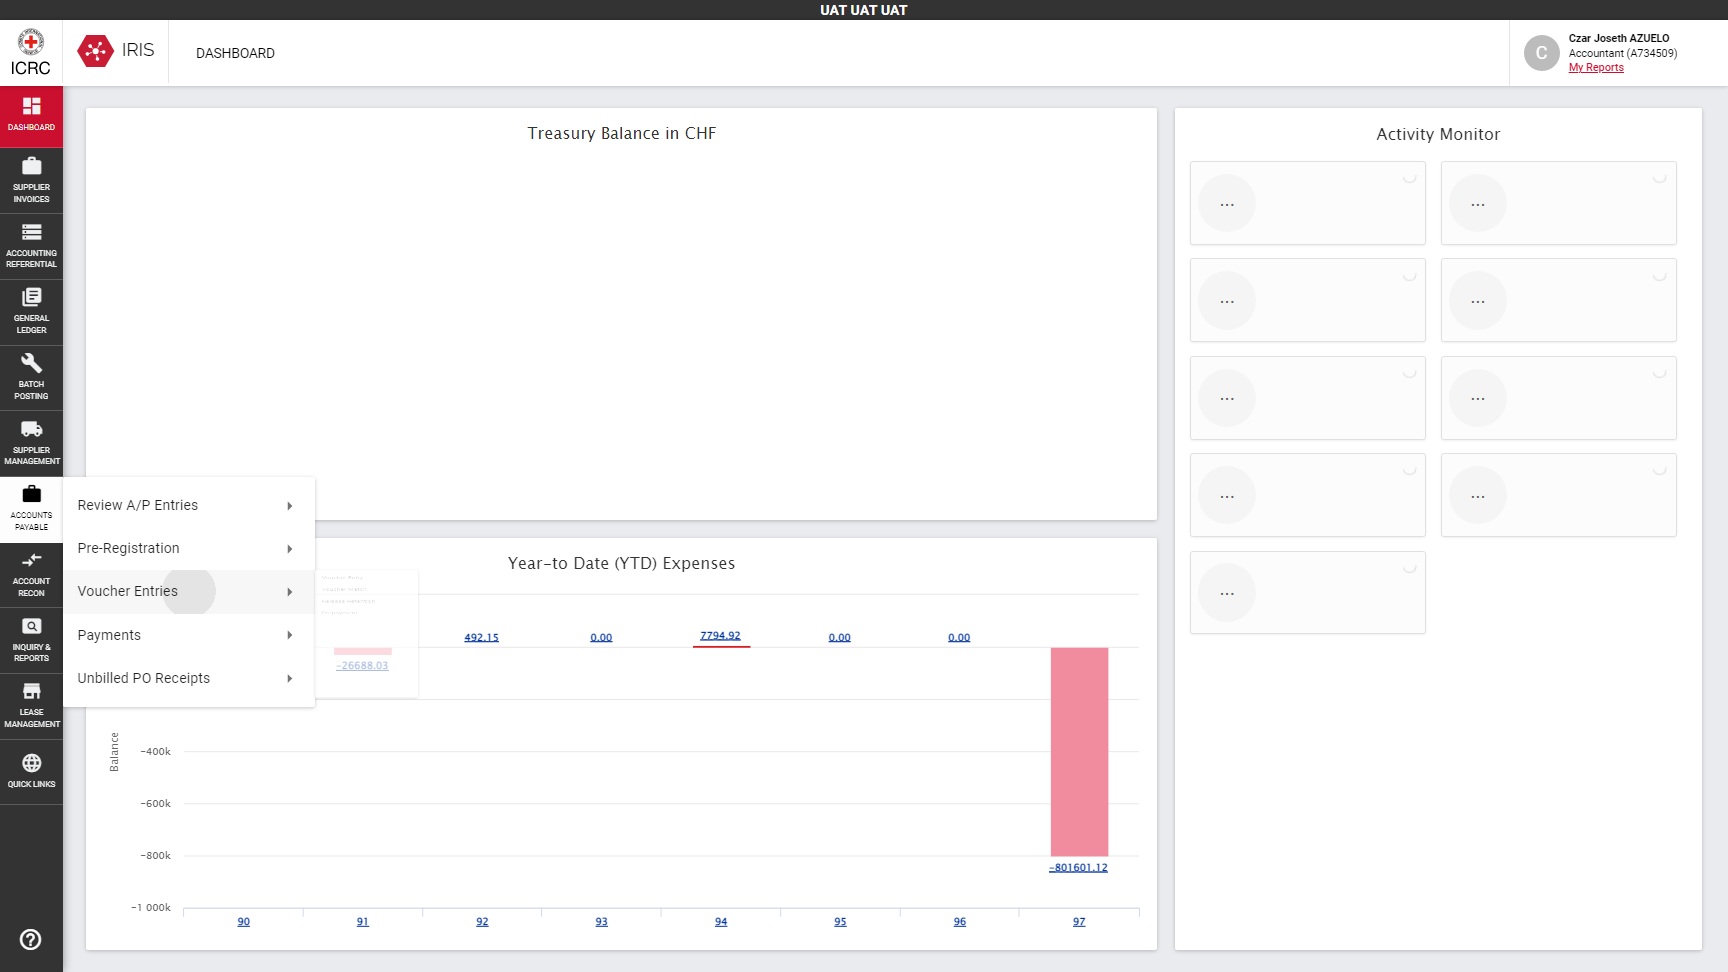 UAT UAT UAT
ICRC
IRIS
DASHBOARD
C
Czar Joseth AZUELO
Accountant (A734509)
My Reports
DASHBOARD
SUPPLIER
INVOICES
ACCOUNTING
REFERENTIAL
GENERAL
LEDGER
BATCH
POSTING
SUPPLIER
MANAGEMENT
ACCOUNTS
PAYABLE
ACCOUNT
RECON
INQUIRY &
REPORTS
LEASE
MANAGEMENT
QUICK LINKS
Review A/P Entries
Pre-Registration
Voucher Entries
Payments
Unbilled PO Receipts
Treasury Balance in CHF
Year-to Date (YTD) Expenses
492.15
0.00
7794.92
0.00
0.00
-26688.03
-801601.12
Balance
-400k
-600k
-800k
-1 000k
90
91
92
93
94
95
96
97
Activity Monitor
...
...
...
...
...
...
...
...
...